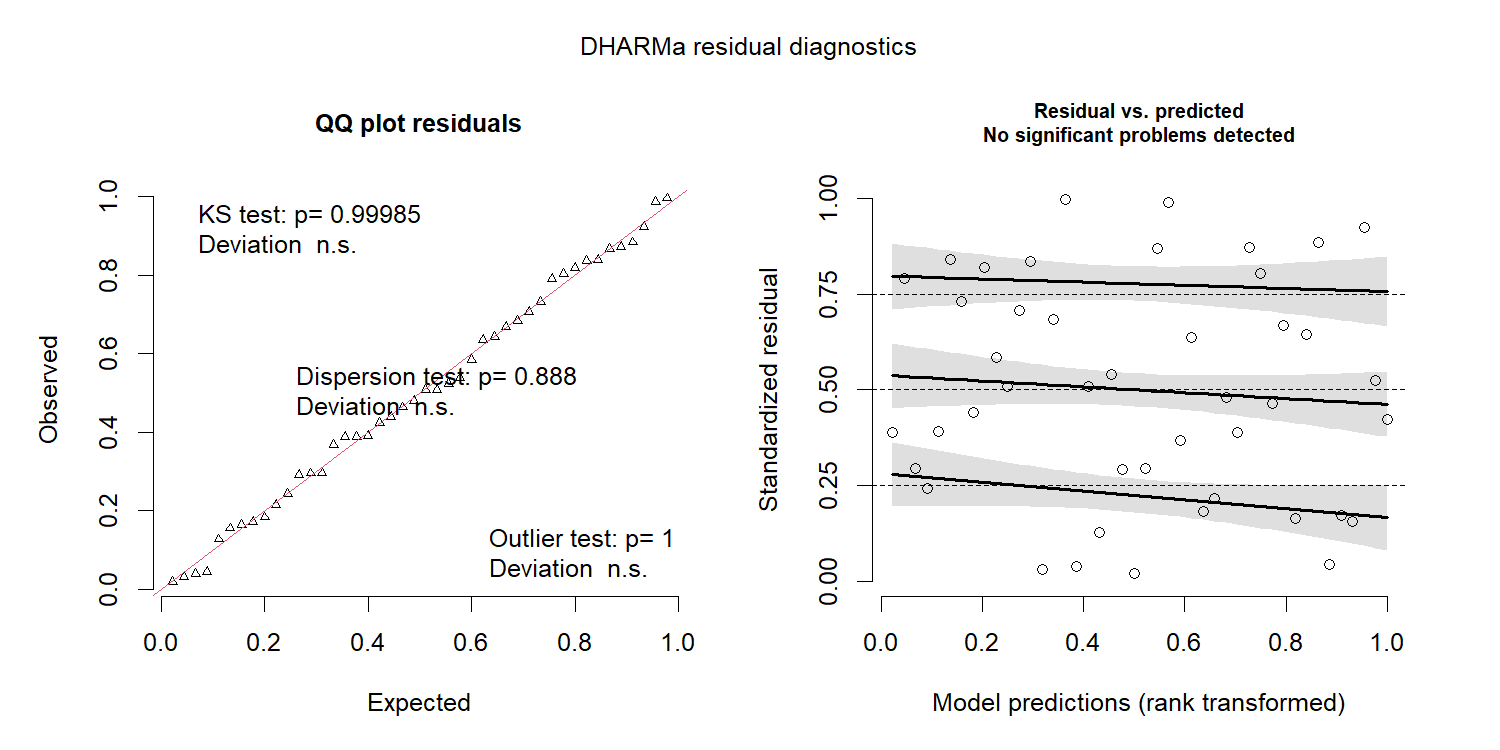 DHARMa residual diagnostics
QQ plot residuals
KS test: p= 0.99985
Deviation n.s.
Dispersion test: p= 0.888
Deviation n.s.
Outlier test: p= 1
Deviation n.s.
Observed
0.0 0.2 0.4 0.6 0.8 1.0
0.0 0.2 0.4 0.6 0.8 1.0
Expected
Residual vs. predicted
No significant problems detected
Standardized residual
0.00 0.25 0.50 0.75 1.00
0.0 0.2 0.4 0.6 0.8 1.0
Model predictions (rank transformed)